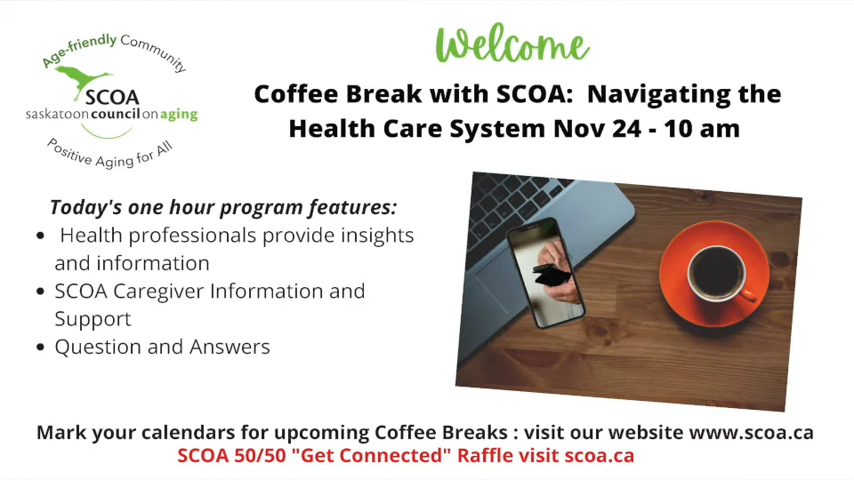 Age-friendly Community
SCOA
saskatoon council on aging
Positive Aging for All
Welcome
Coffee Break with SCOA: Navigating the
Health Care System Nov 24 - 10 am
Today's one hour program features:
• Health professionals provide insights
and information
• SCOA Caregiver Information and
Support
• Question and Answers
Mark your calendars for upcoming Coffee Breaks : visit our website www.scoa.ca
SCOA 50/50 "Get Connected" Raffle visit scoa.ca